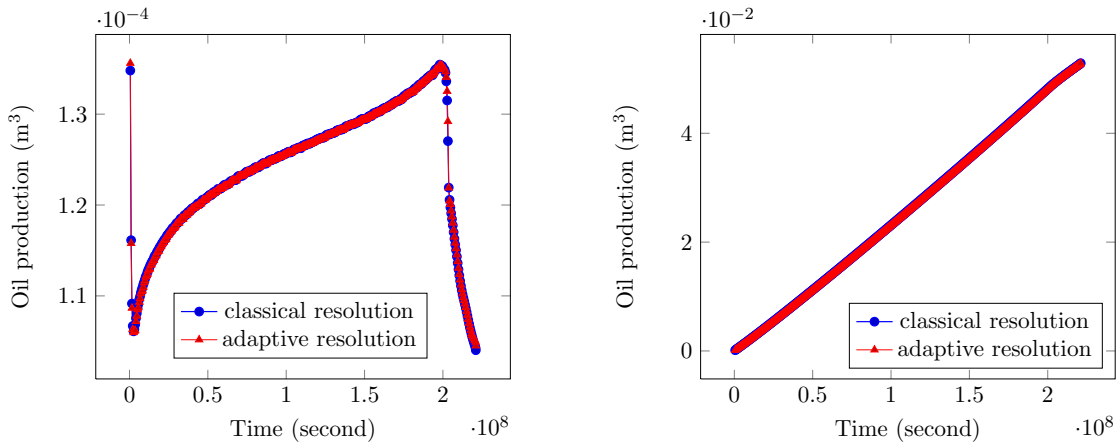 ·10⁻⁴
1.3
1.2
1.1
Oil production (m³)
classical resolution
adaptive resolution
0 0.5 1 1.5 2
Time (second)
·10⁸
·10⁻²
4
2
0
Oil production (m³)
classical resolution
adaptive resolution
0 0.5 1 1.5 2
Time (second)
·10⁸